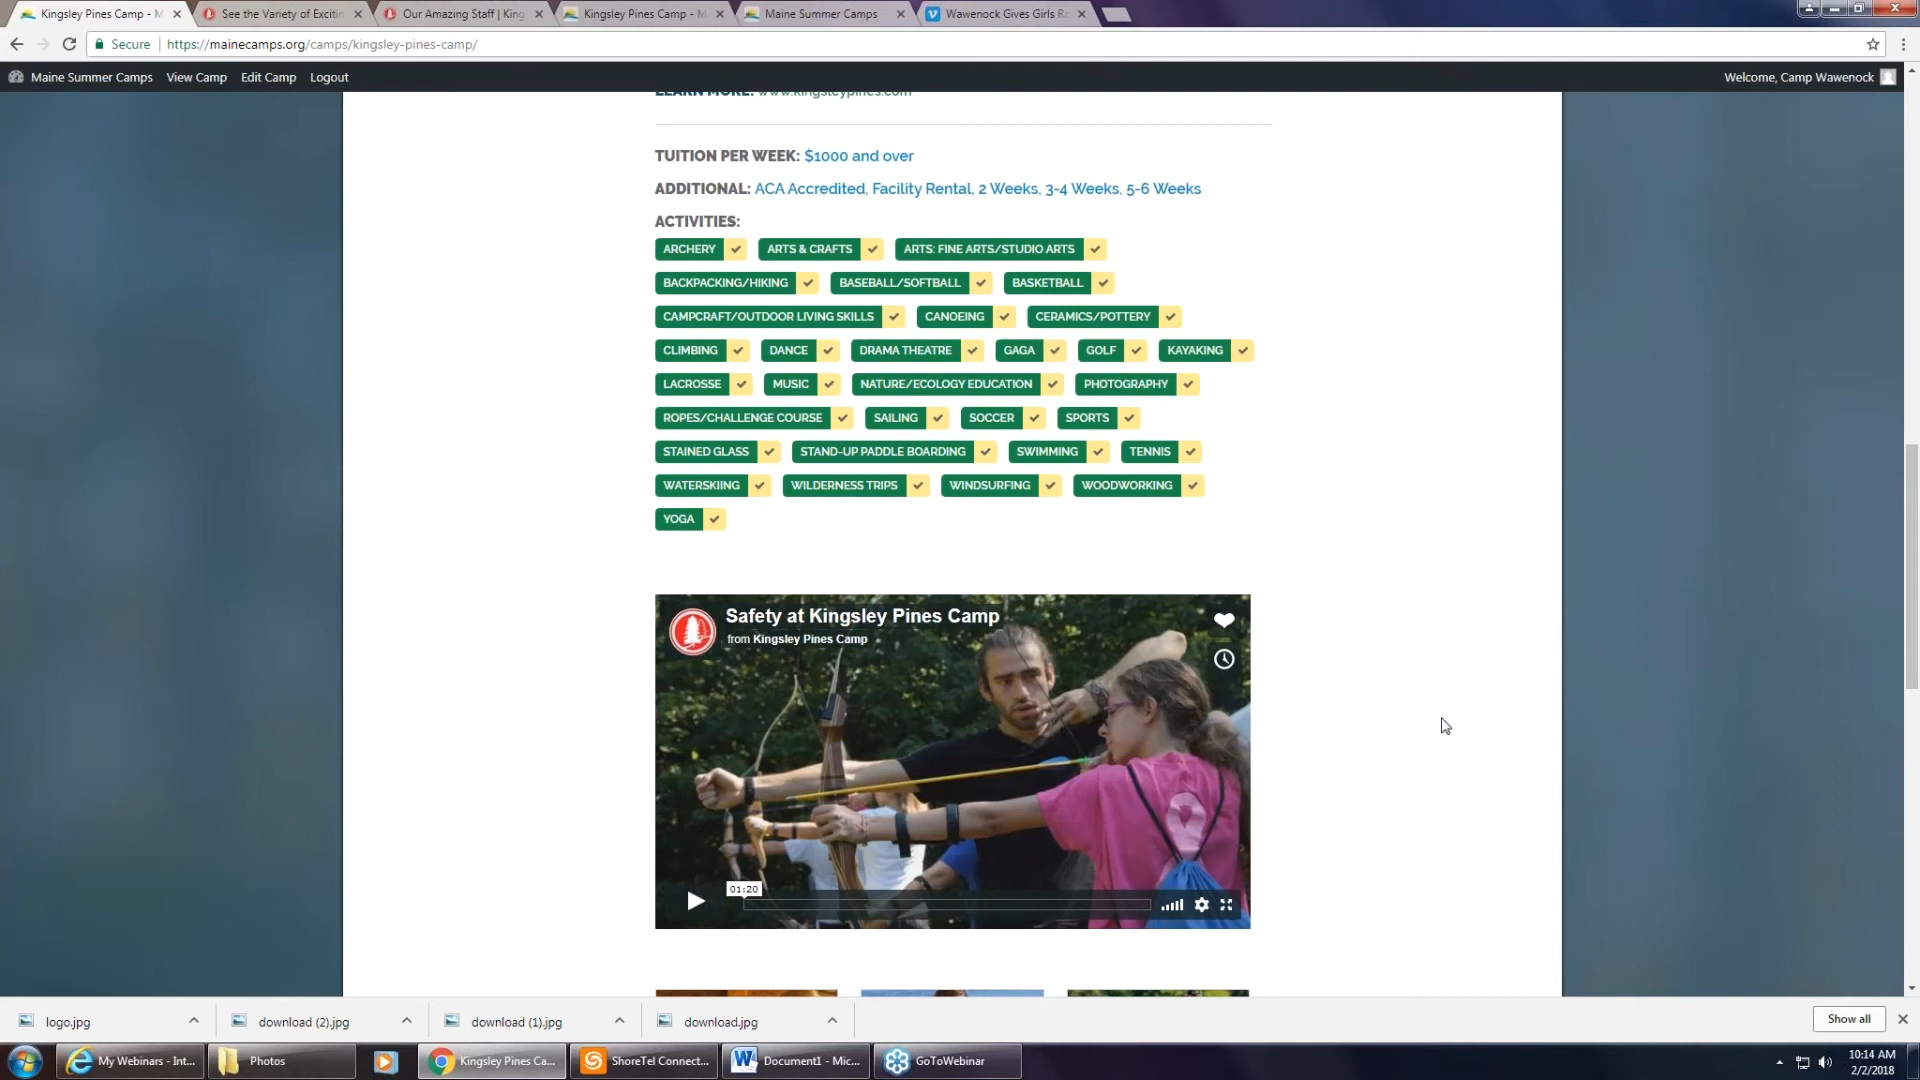 Kingsley Pines Camp - M
See the Variety of Excitin
Our Amazing Staff | King
Kingsley Pines Camp - M
Maine Summer Camps
Wawenock Gives Girls Ro
Secure
https://mainecamps.org/camps/kingsley-pines-camp/
Maine Summer Camps View Camp Edit Camp Logout
Welcome, Camp Wawenock
LEARN MORE: www.kingsleypines.com
TUITION PER WEEK: $1000 and over
ADDITIONAL: ACA Accredited, Facility Rental, 2 Weeks, 3-4 Weeks, 5-6 Weeks
ACTIVITIES:
ARCHERY ARTS & CRAFTS ARTS: FINE ARTS/STUDIO ARTS
BACKPACKING/HIKING BASEBALL/SOFTBALL BASKETBALL
CAMPCRAFT/OUTDOOR LIVING SKILLS CANOEING CERAMICS/POTTERY
CLIMBING DANCE DRAMA THEATRE GAGA GOLF KAYAKING
LACROSSE MUSIC NATURE/ECOLOGY EDUCATION PHOTOGRAPHY
ROPES/CHALLENGE COURSE SAILING SOCCER SPORTS
STAINED GLASS STAND-UP PADDLE BOARDING SWIMMING TENNIS
WATERSKIING WILDERNESS TRIPS WINDSURFING WOODWORKING
YOGA
Safety at Kingsley Pines Camp
from Kingsley Pines Camp
01:20
logo.jpg
download (2).jpg
download (1).jpg
download.jpg
Show all
My Webinars - Int...
Photos
Kingsley Pines Ca...
ShoreTel Connect...
Document1 - Mic...
GoToWebinar
10:14 AM
2/2/2018